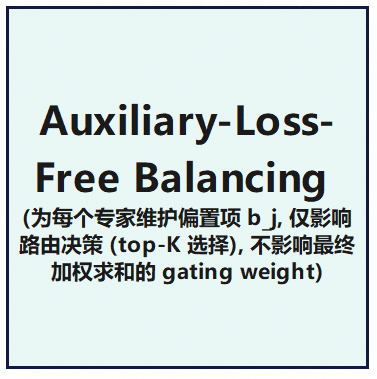 Auxiliary-Loss-
Free Balancing
(为每个专家维护偏置项 b_j, 仅影响
路由决策 (top-K 选择), 不影响最终
加权求和的 gating weight)